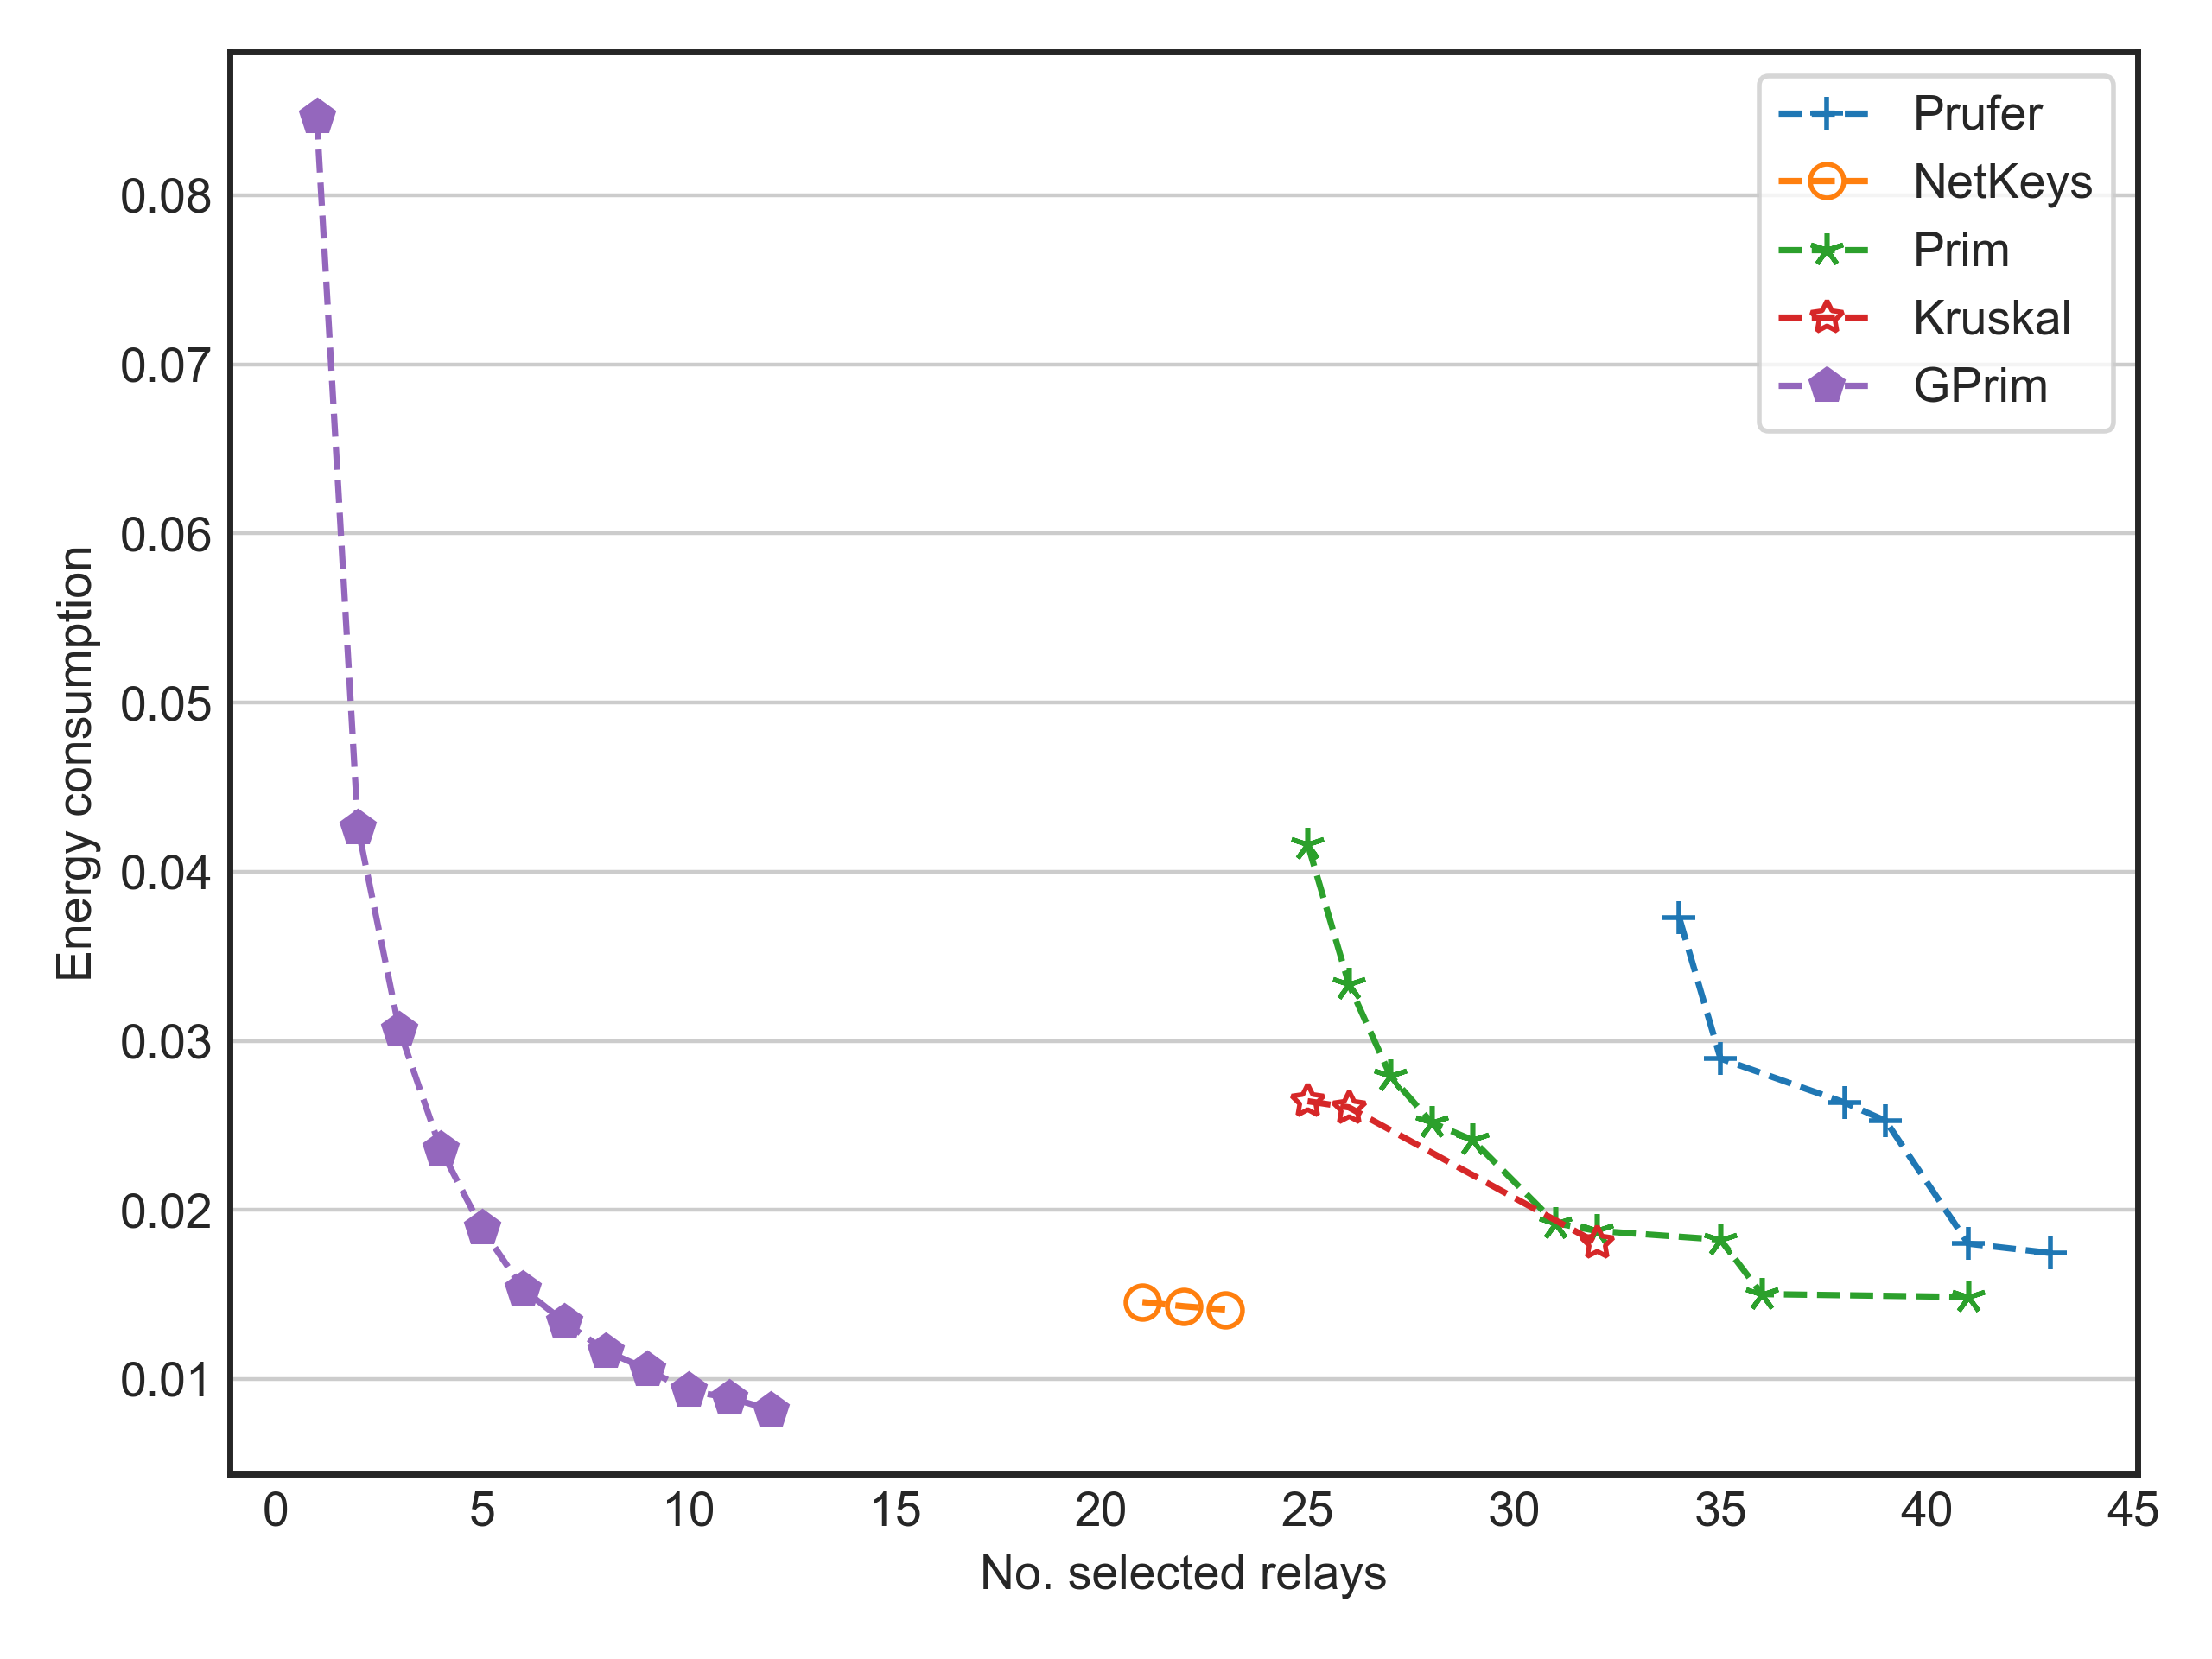 Prufer
NetKeys
Prim
Kruskal
GPrim
0.08
0.07
0.06
0.05
0.04
0.03
0.02
0.01
Energy consumption
0 5 10 15 20 25 30 35 40 45
No. selected relays